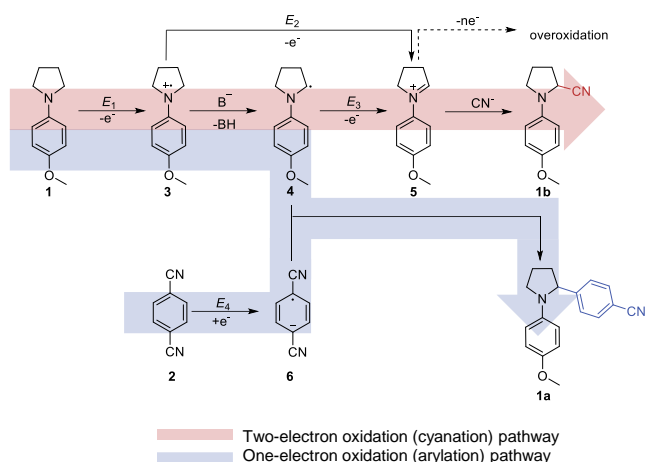 E2
-e-
-ne-
overoxidation
N
+•
N
N
•
N
+
N
CN
E1
-e-
B–
-BH
E3
-e-
CN-
O
O
O
O
O
1
3
4
5
1b
CN
CN
•
–
CN
CN
E4
+e-
2
6
N
CN
O
1a
Two-electron oxidation (cyanation) pathway
One-electron oxidation (arylation) pathway